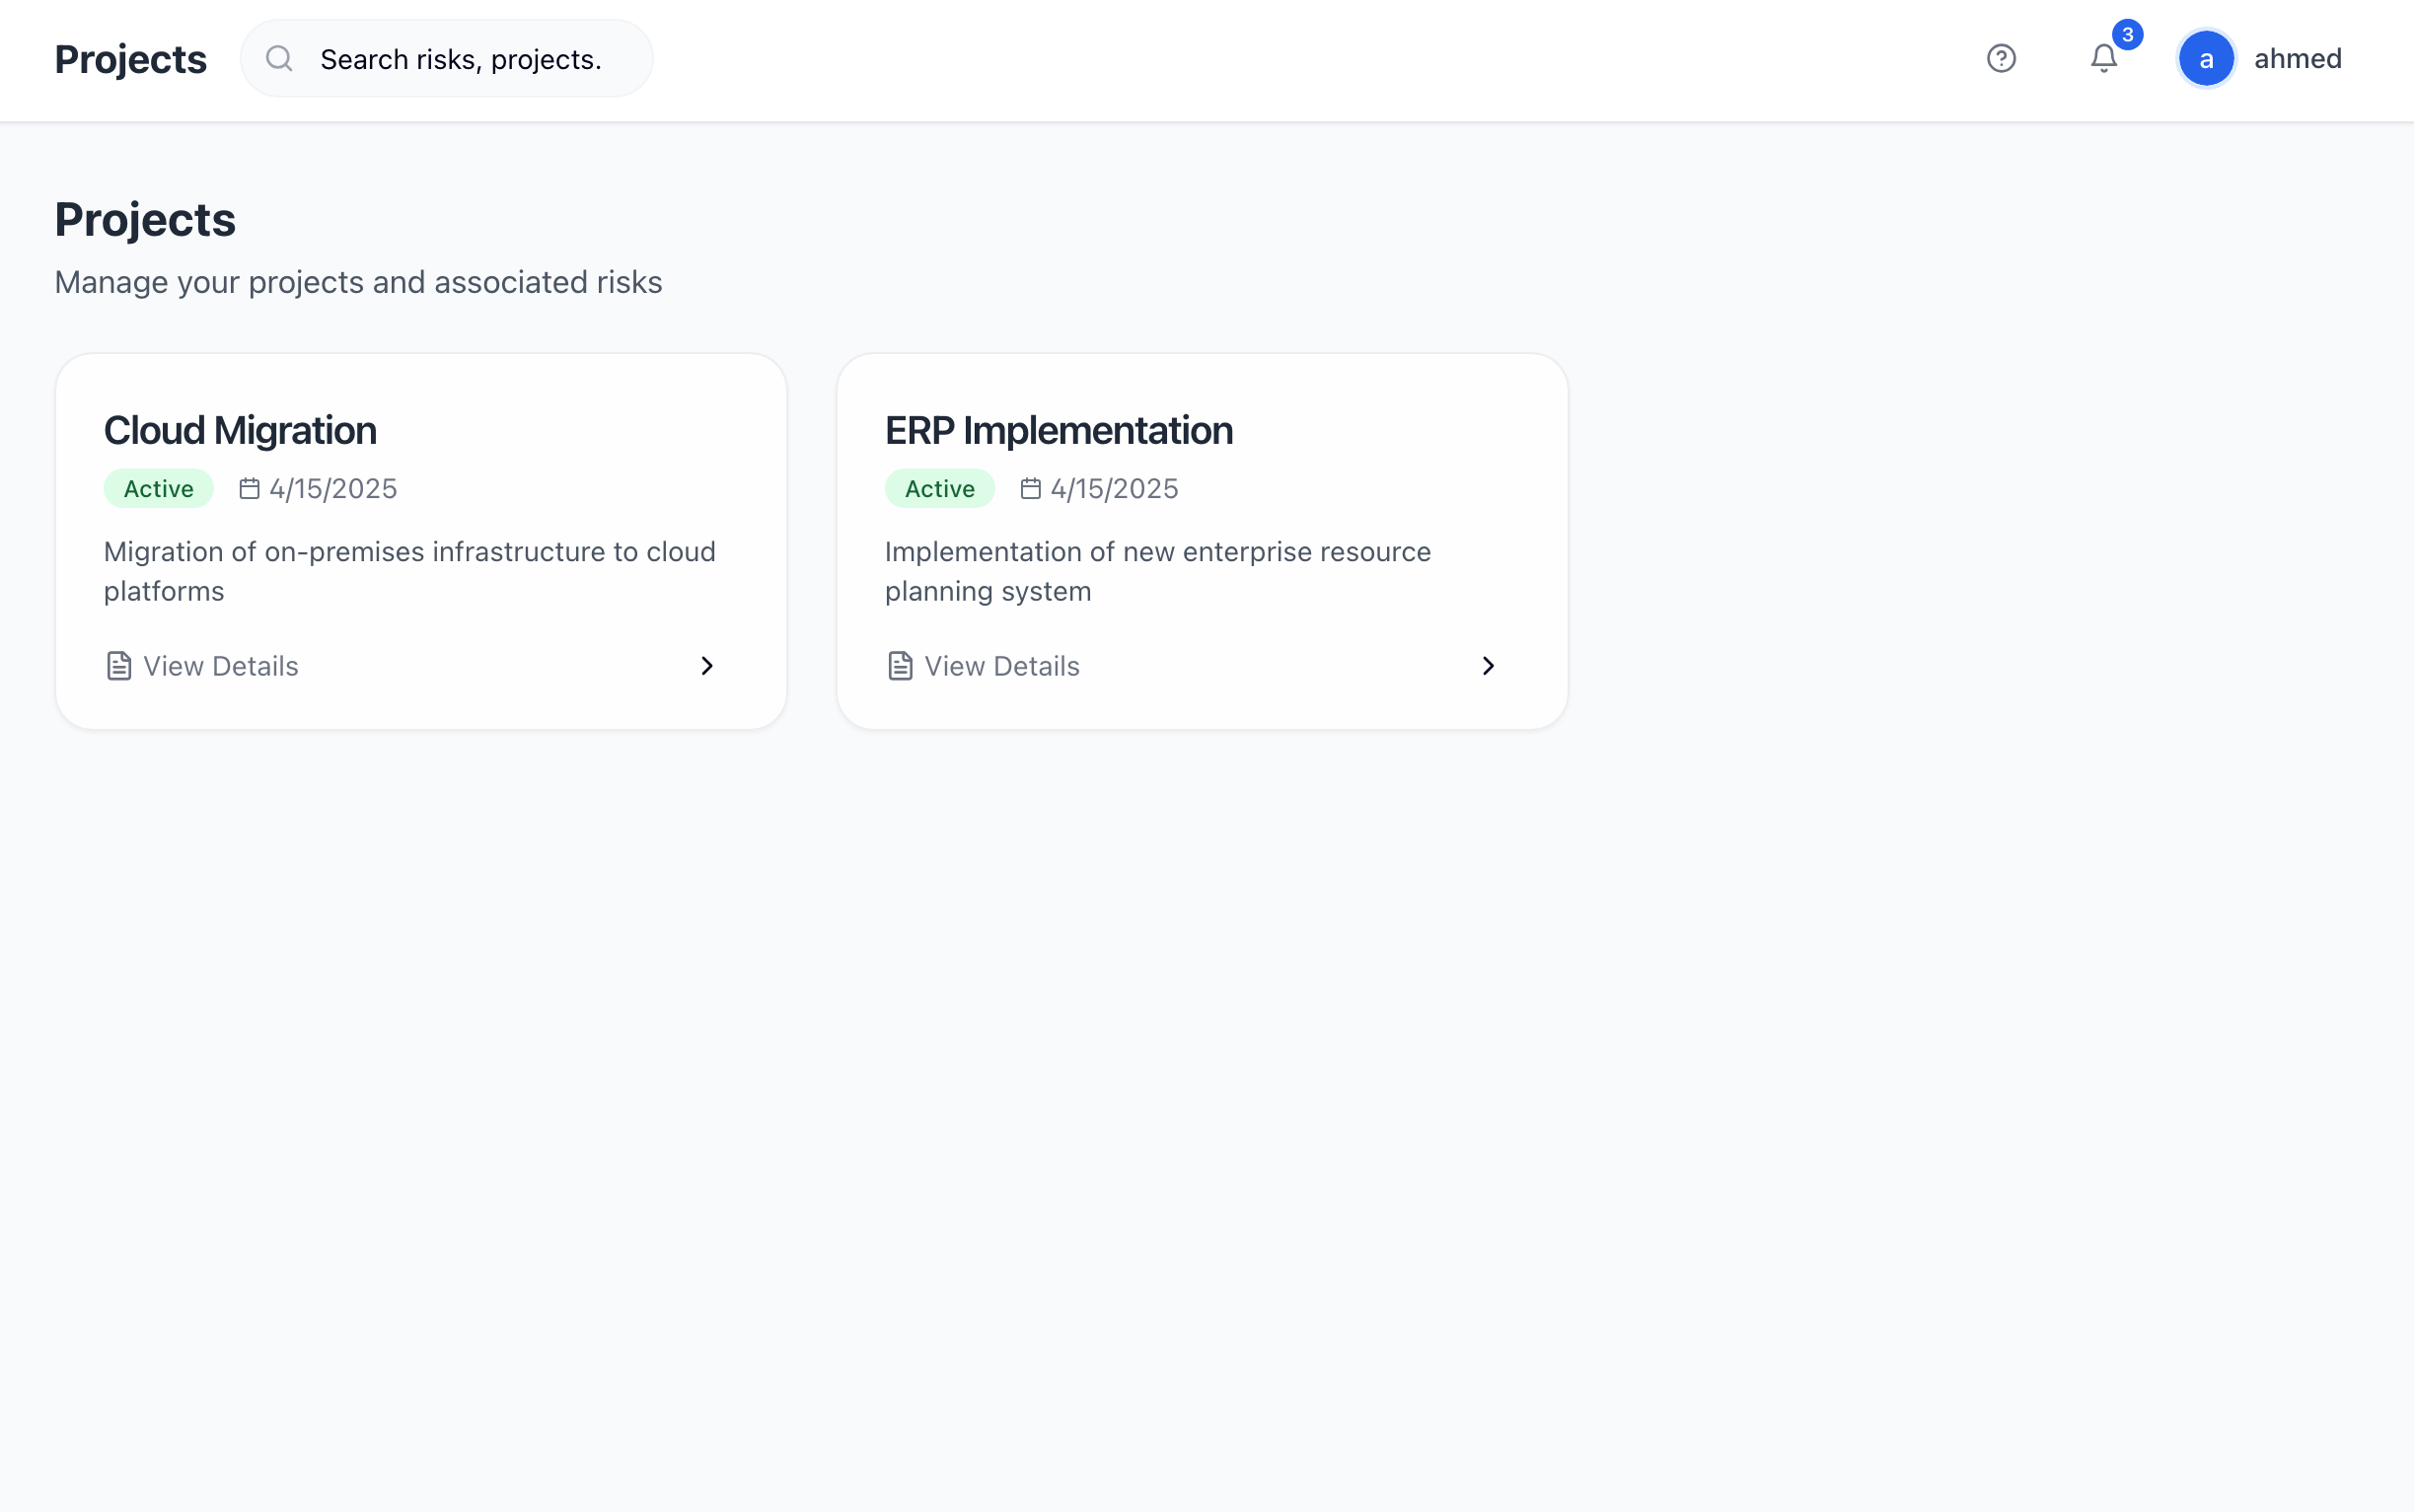 Projects
Search risks, projects.
3
a
ahmed
Projects
Manage your projects and associated risks
Cloud Migration
Active
4/15/2025
Migration of on-premises infrastructure to cloud
platforms
View Details
ERP Implementation
Active
4/15/2025
Implementation of new enterprise resource
planning system
View Details